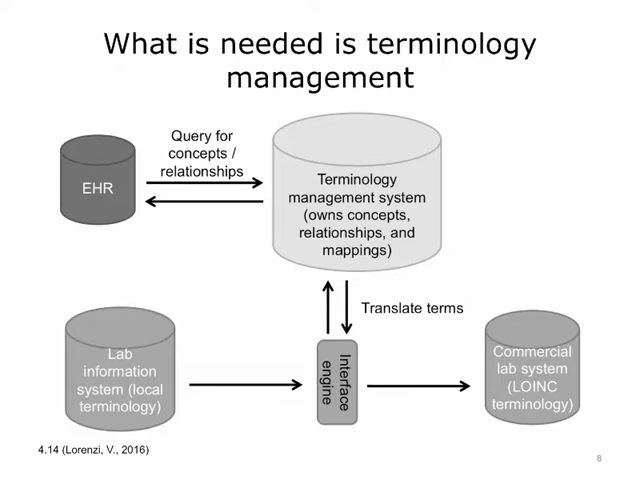 What is needed is terminology
management
Query for
concepts /
relationships
EHR
Terminology
management system
(owns concepts,
relationships, and
mappings)
Translate terms
Lab
information
system (local
terminology)
Interface
engine
Commercial
lab system
(LOINC
terminology)
4.14 (Lorenzi, V., 2016)
8